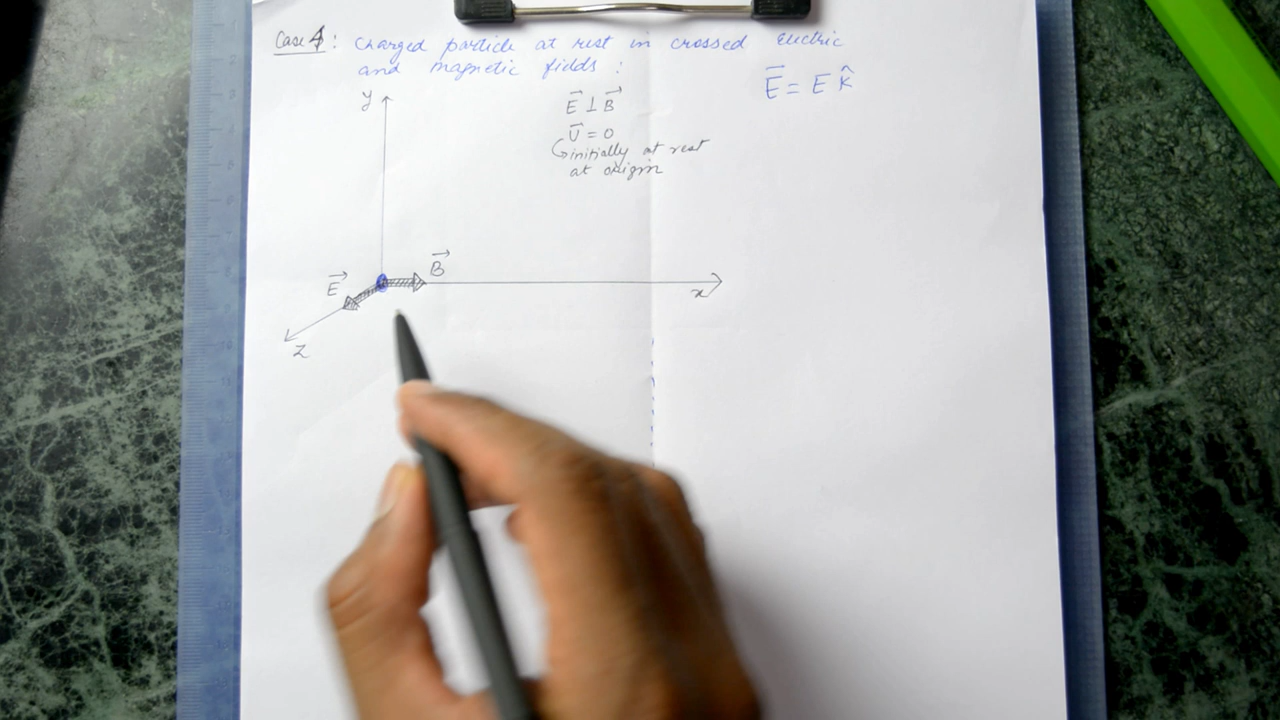 Case 4: Charged particle at rest in crossed Electric
and magnetic fields :
E⃗ ⊥ B⃗
U⃗ = 0
initially at rest
at origin
E⃗ = E k̂
y
E⃗
B⃗
x
z